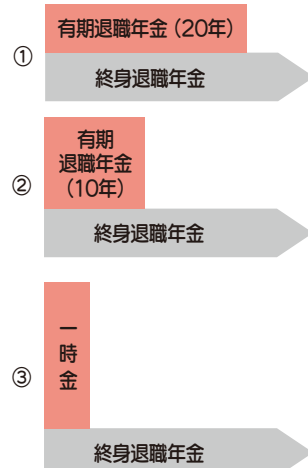 有期退職年金（20年）
①
終身退職年金
有期
退職年金
（10年）
②
終身退職年金
一時金
③
終身退職年金